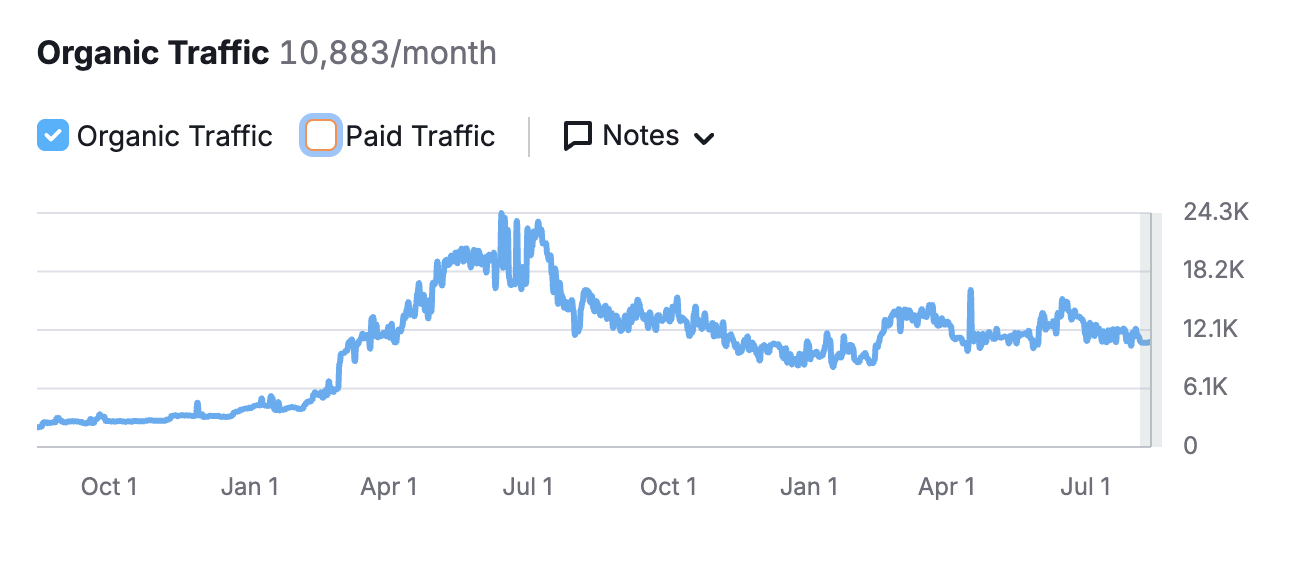 Organic Traffic 10,883/month
Organic Traffic Paid Traffic Notes
24.3K
18.2K
12.1K
6.1K
0
Oct 1 Jan 1 Apr 1 Jul 1 Oct 1 Jan 1 Apr 1 Jul 1